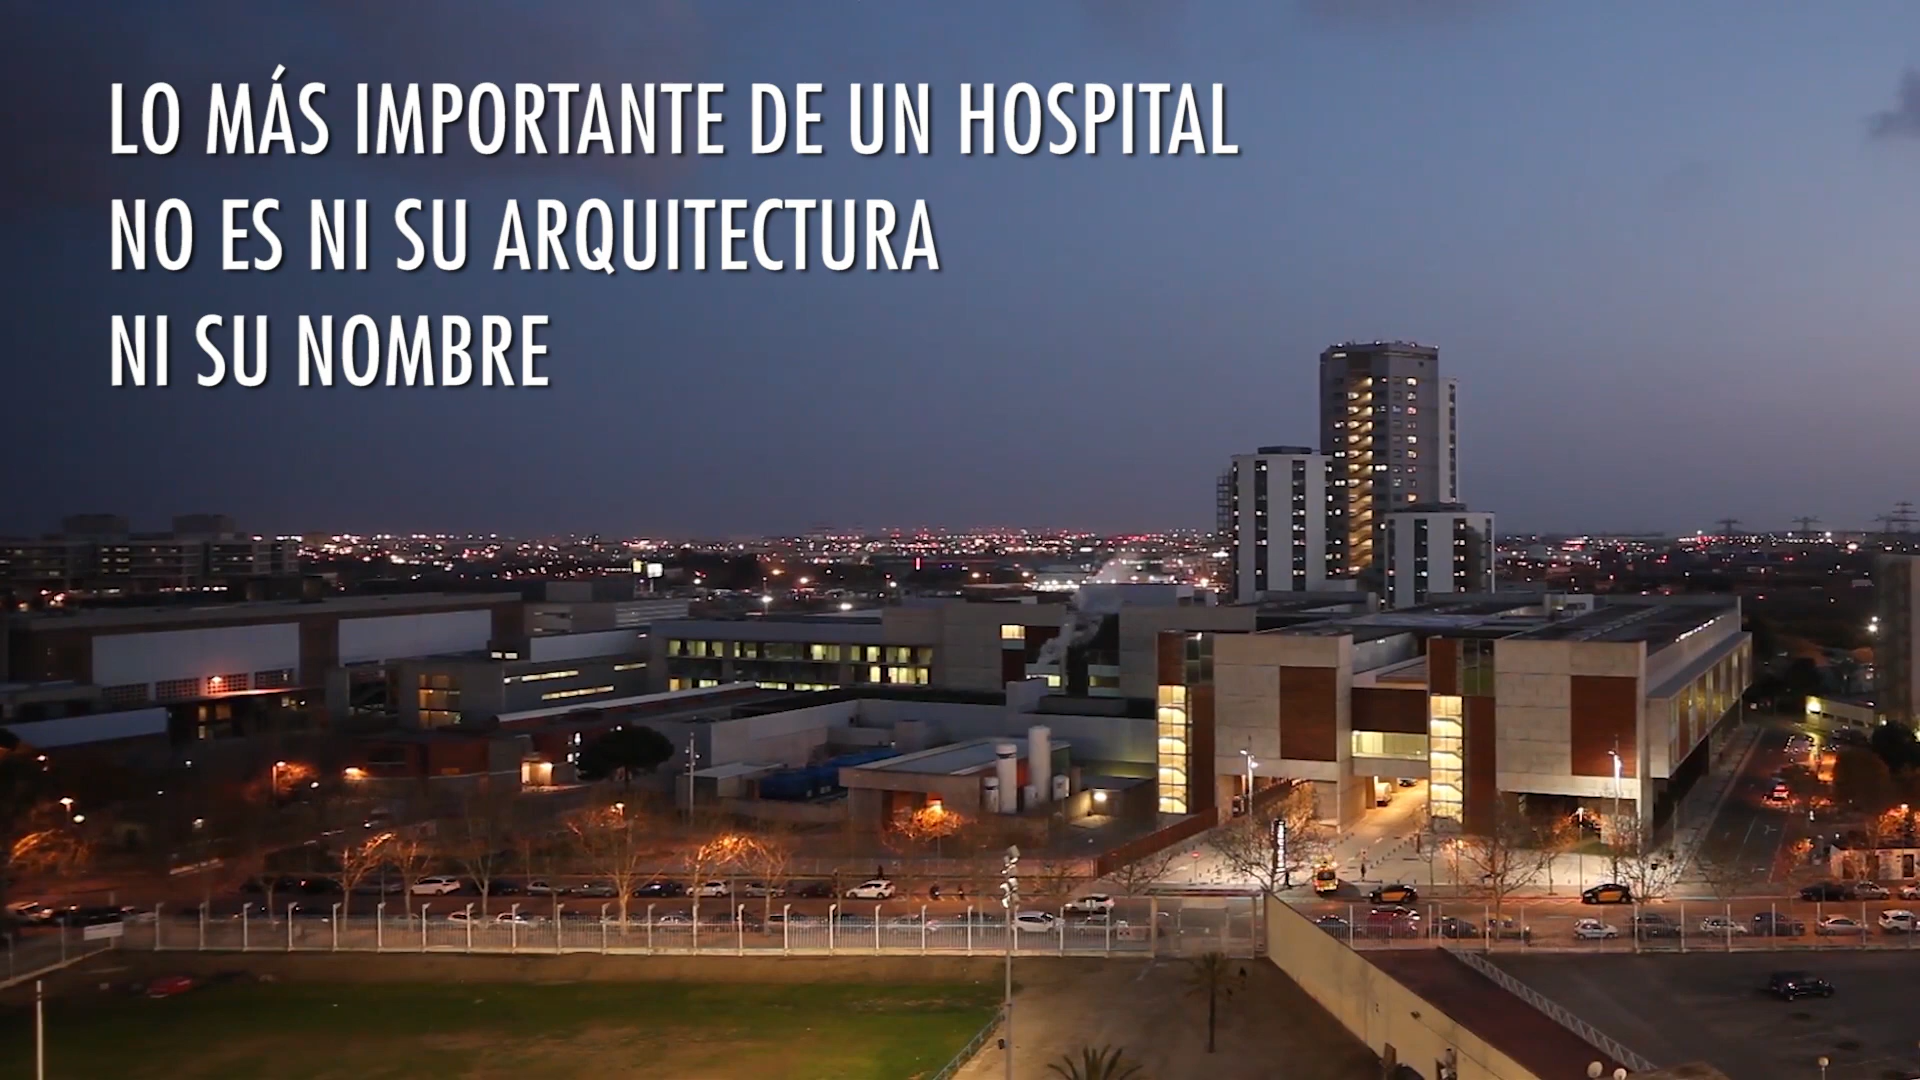 LO MÁS IMPORTANTE DE UN HOSPITAL
NO ES NI SU ARQUITECTURA
NI SU NOMBRE